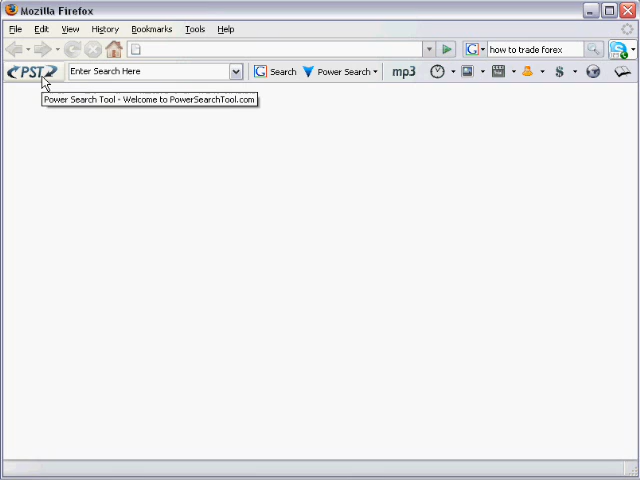 Mozilla Firefox
File Edit View History Bookmarks Tools Help
G how to trade forex
PST Enter Search Here G Search Power Search mp3 $
Power Search Tool - Welcome to PowerSearchTool.com